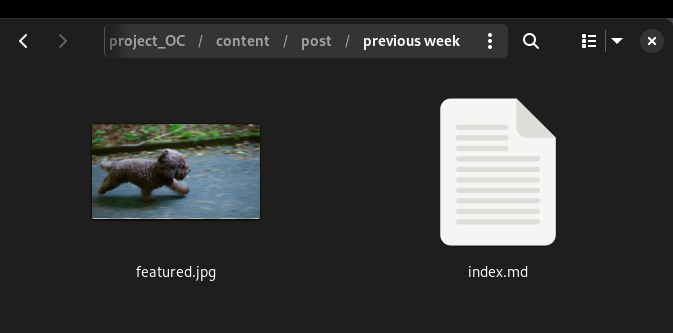 project_OC / content / post / previous week
featured.jpg
index.md